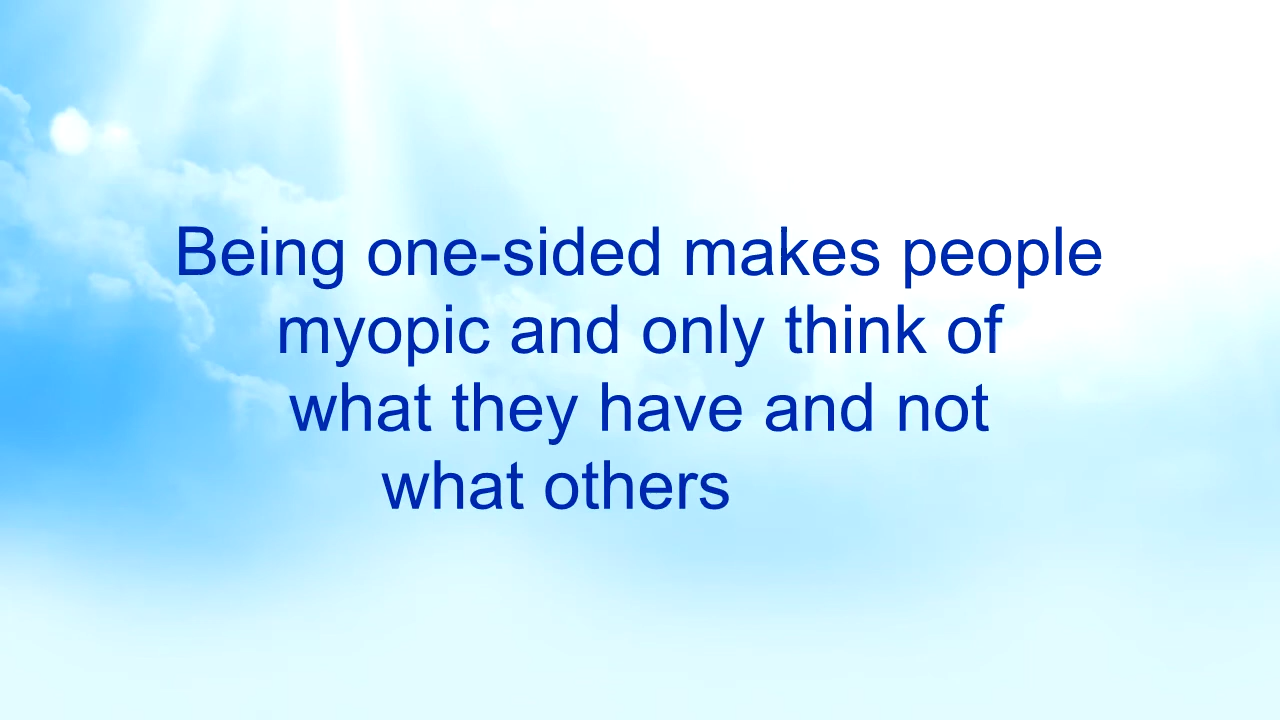 Being one-sided makes people
myopic and only think of
what they have and not
what others